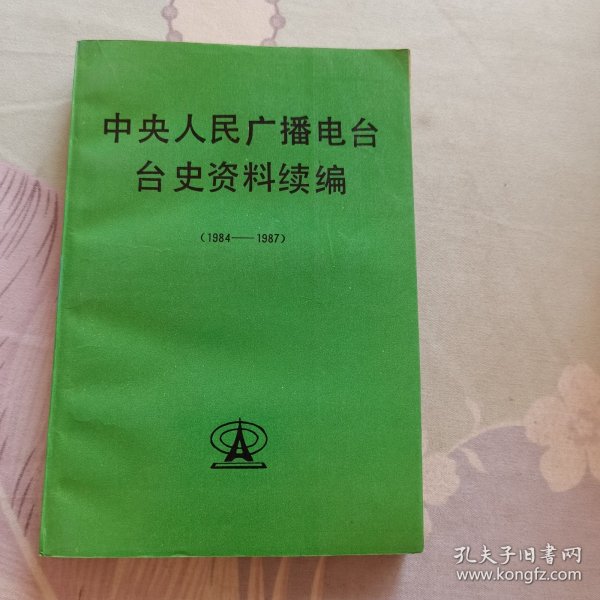 中央人民广播电台
台史资料续编
（1984——1987）
孔夫子旧书网
www.kongfz.com